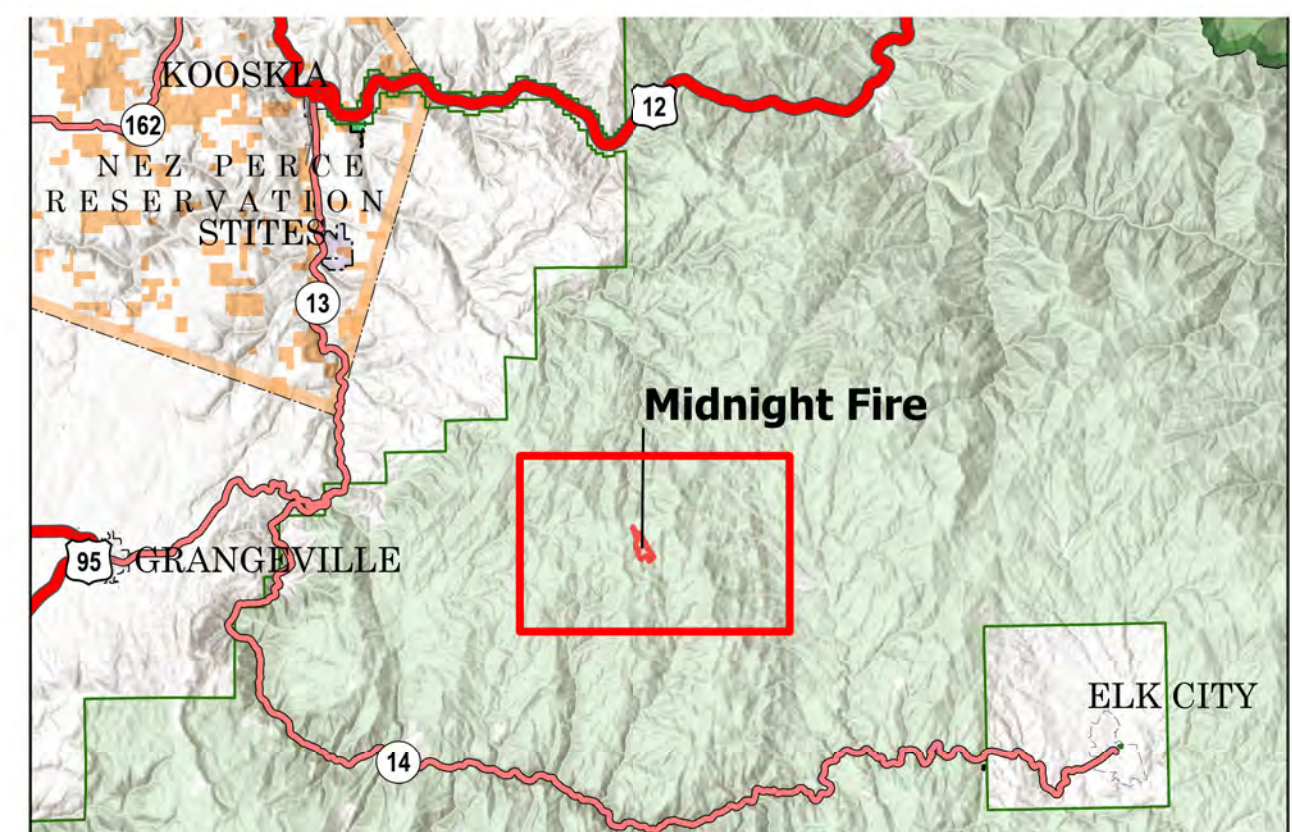 KOOSKIA
12
162
NEZ PERCE
RESERVATION
STITES
13
Midnight Fire
95
GRANGEVILLE
ELK CITY
14